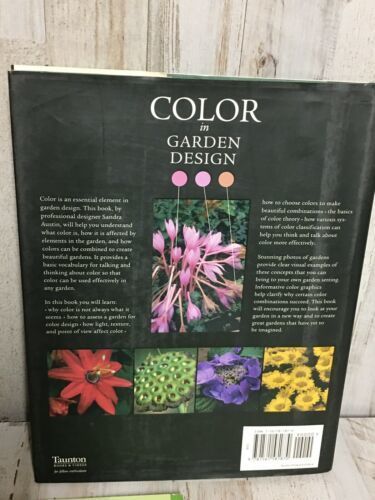 COLOR
in
GARDEN
DESIGN
Color is an essential element in
garden design. This book, by
professional designer Sandra
Austin, will help you understand
what color is, how it is affected by
elements in the garden, and how
colors can be combined to create
beautiful gardens. It provides a
basic vocabulary for talking and
thinking about color so that
color can be used effectively in
any garden.
In this book you will learn:
• why color is not always what it
seems • how to assess a garden for
color design • how light, texture,
and point of view affect color •
how to choose colors to make
beautiful combinations • the basics
of color theory • how various sys-
tems of color classification can help
you think and talk about
color more effectively.
Stunning photos of gardens
provide clear visual examples of
these concepts that you can
bring to your own garden setting.
Informative color graphics
help clarify why certain color
combinations succeed. This book
will encourage you to look at your
garden in a new way and to create
great gardens that have yet to
be imagined.
Taunton
BOOKS & VIDEOS
for fellow enthusiasts